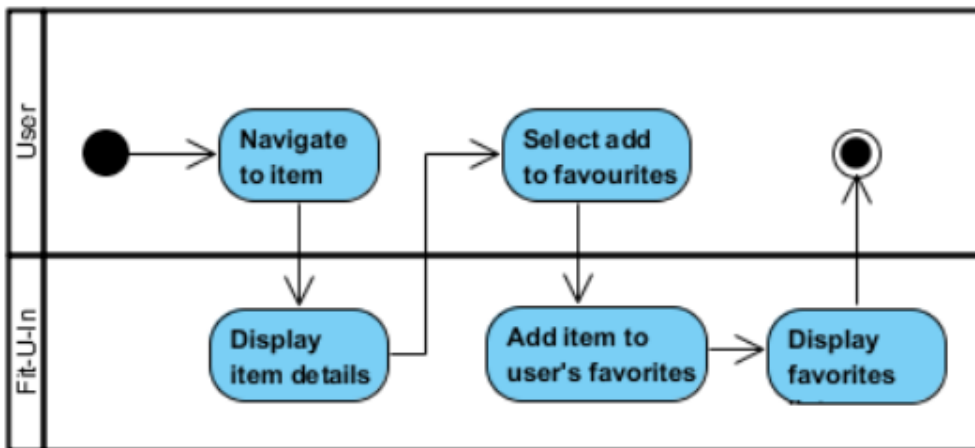 User
Navigate
to item
Select add
to favourites
Fit-U-In
Display
item details
Add item to
user's favorites
Display
favorites